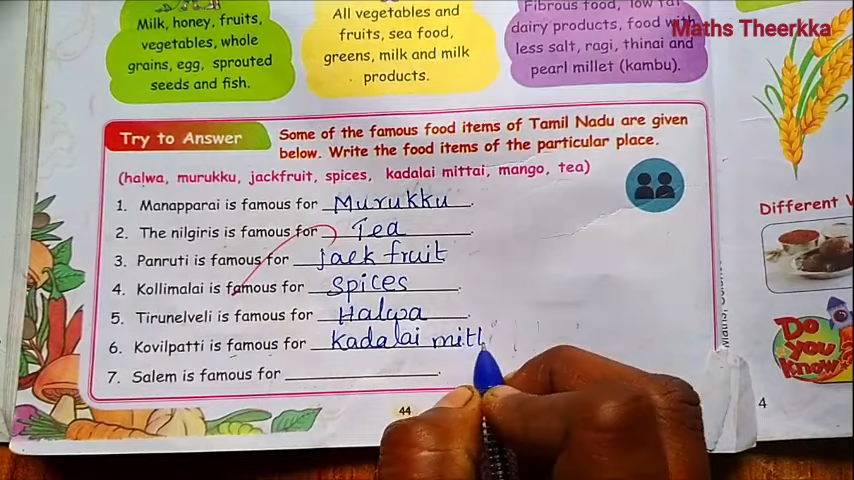 Milk, honey, fruits,
vegetables, whole
grains, egg, sprouted
seeds and fish.
All vegetables and
fruits, sea food,
greens, milk and milk
products.
Fibrous food, low fat
dairy products, food with
less salt, ragi, thinai and
pearl millet (kambu).
Maths Theerkka
Try to Answer
Some of the famous food items of Tamil Nadu are given
below. Write the food items of the particular place.
(halwa, murukku, jackfruit, spices, kadalai mittai, mango, tea)
1. Manapparai is famous for Murukku.
2. The nilgiris is famous for Tea
3. Panruti is famous for jack fruit
4. Kollimalai is famous for Spices
5. Tirunelveli is famous for Halwa
6. Kovilpatti is famous for kadalai mitt
7. Salem is famous for
44
Different
Do
You
Know
4